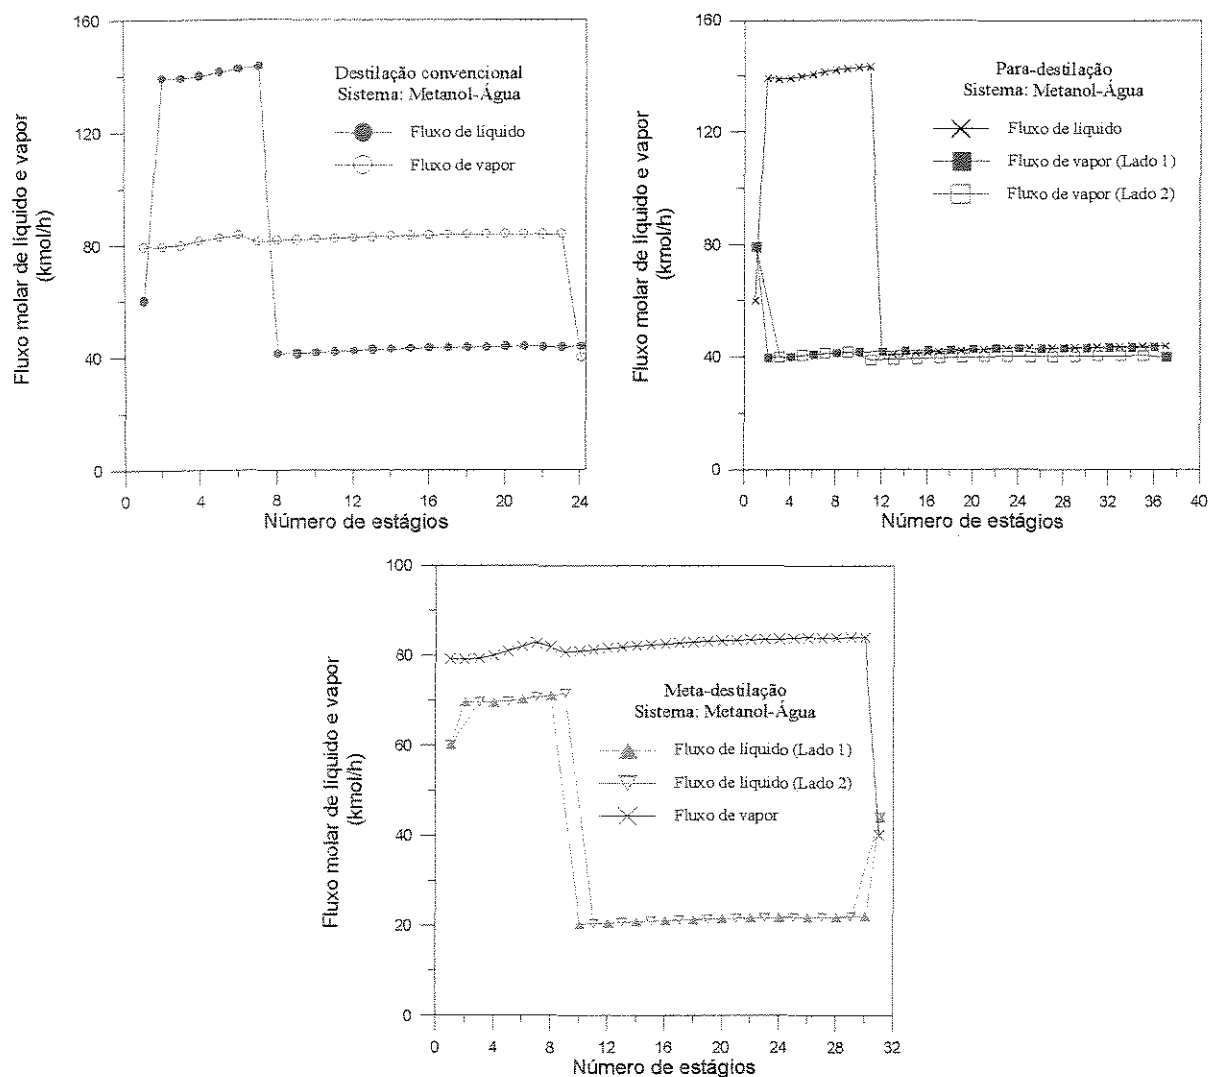 160
120
80
40
0
Fluxo molar de líquido e vapor
(kmol/h)
Destilação convencional
Sistema: Metanol-Água
Fluxo de líquido
Fluxo de vapor
0 4 8 12 16 20 24
Número de estágios
160
120
80
40
0
Fluxo molar de líquido e vapor
(kmol/h)
Para-destilação
Sistema: Metanol-Água
Fluxo de líquido
Fluxo de vapor (Lado 1)
Fluxo de vapor (Lado 2)
0 4 8 12 16 20 24 28 32 36 40
Número de estágios
100
80
60
40
20
0
Fluxo molar de líquido e vapor
(kmol/h)
Meta-destilação
Sistema: Metanol-Água
Fluxo de líquido (Lado 1)
Fluxo de líquido (Lado 2)
Fluxo de vapor
0 4 8 12 16 20 24 28 32
Número de estágios